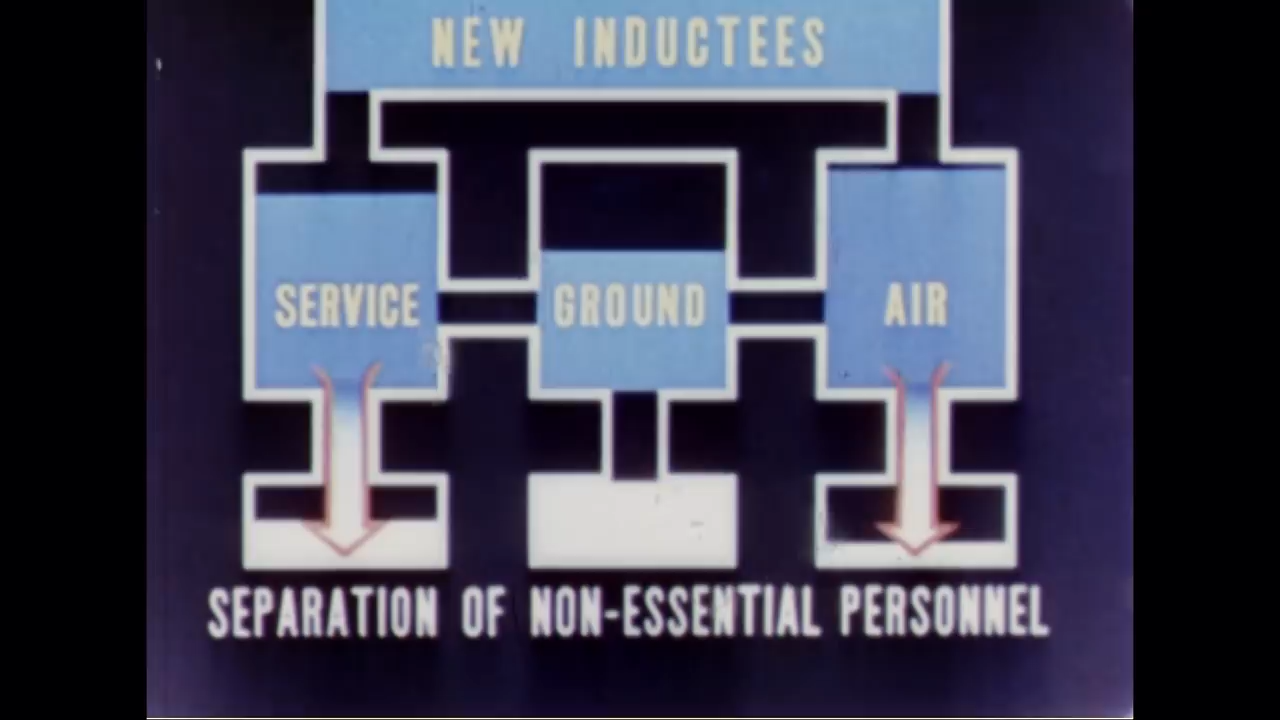 NEW INDUCTEES
SERVICE GROUND AIR
SEPARATION OF NON-ESSENTIAL PERSONNEL